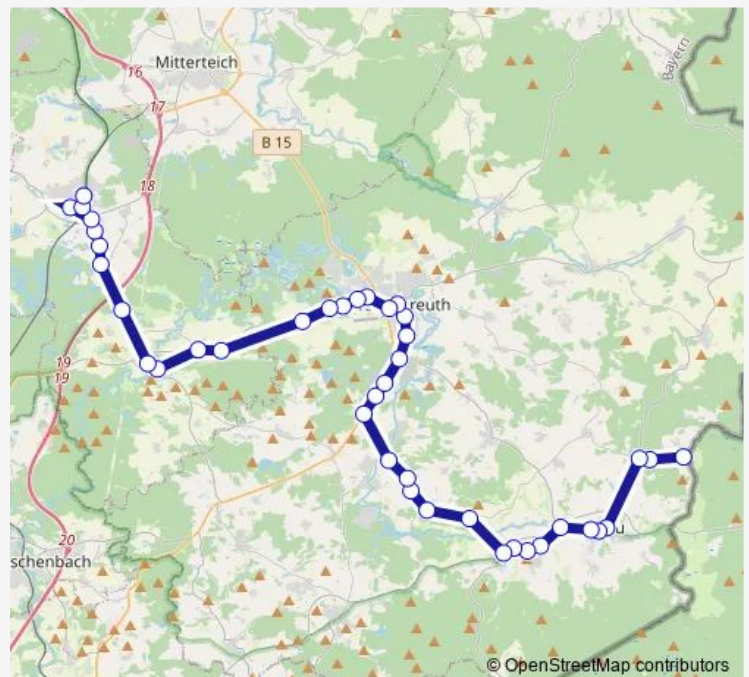 16
Mitterteich
Bayern
17
B 15
18
reuth
19
19
20
schenbach
u
© OpenStreetMap contributors